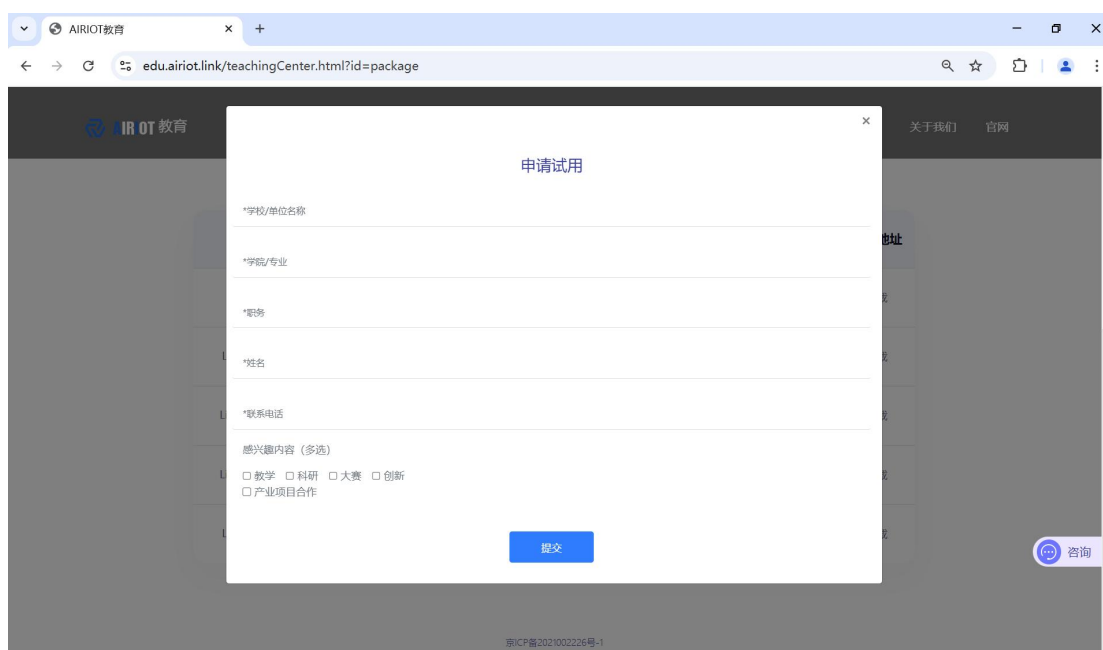 AIRIOT教育
edu.airiot.link/teachingCenter.html?id=package
AIRIOT 教育
关于我们 官网
申请试用
*学校/单位名称
地址
*学院/专业
*职务
*姓名
*联系电话
感兴趣内容（多选）
教学 科研 大赛 创新
产业项目合作
提交
咨询
京ICP备2021002226号-1